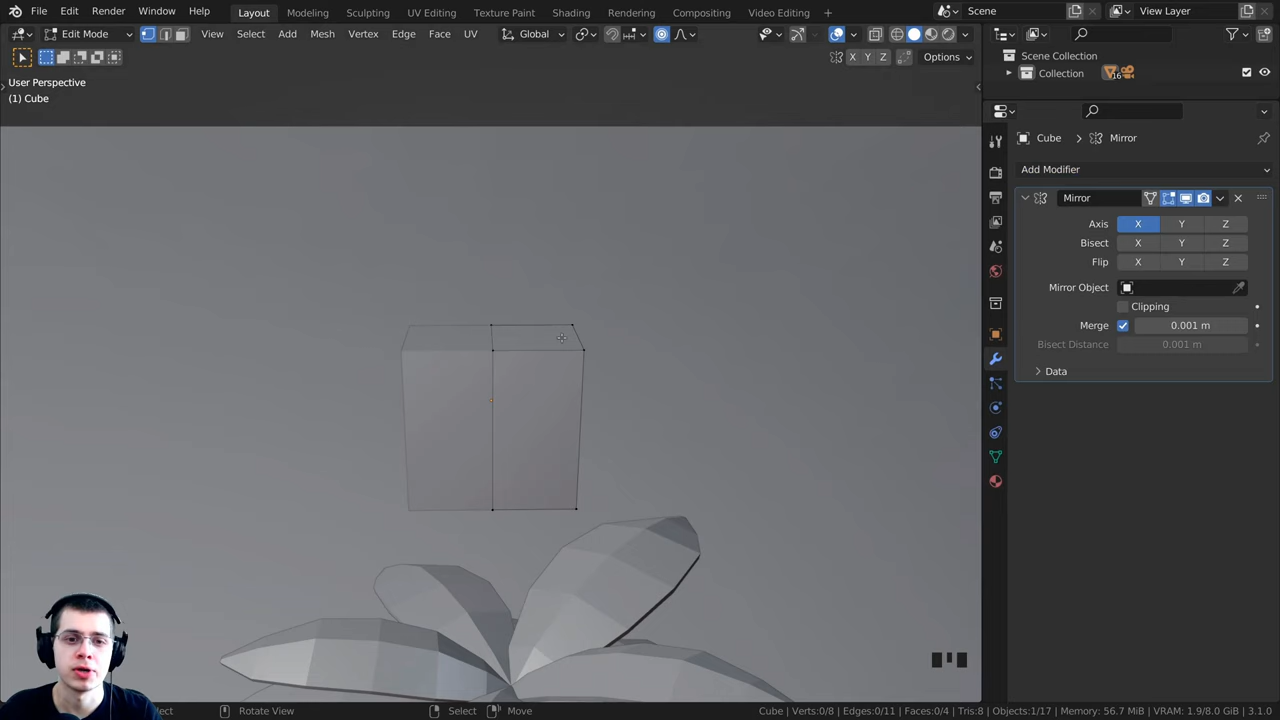 File Edit Render Window Help Layout Modeling Sculpting UV Editing Texture Paint Shading Rendering Compositing Video Editing Scene View Layer
Edit Mode View Select Add Mesh Vertex Edge Face UV Global
X Y Z Options
User Perspective
(1) Cube
Scene Collection
Collection 16
Cube > Mirror
Add Modifier
Mirror
Axis X Y Z
Bisect X Y Z
Flip X Y Z
Mirror Object
Clipping
Merge 0.001 m
Bisect Distance 0.001 m
Data
Rotate View Select Move Cube | Verts:0/8 | Edges:0/11 | Faces:0/4 | Tris:8 | Objects:1/17 | Memory: 56.7 MiB | VRAM: 1.9/8.0 GiB | 3.1.0